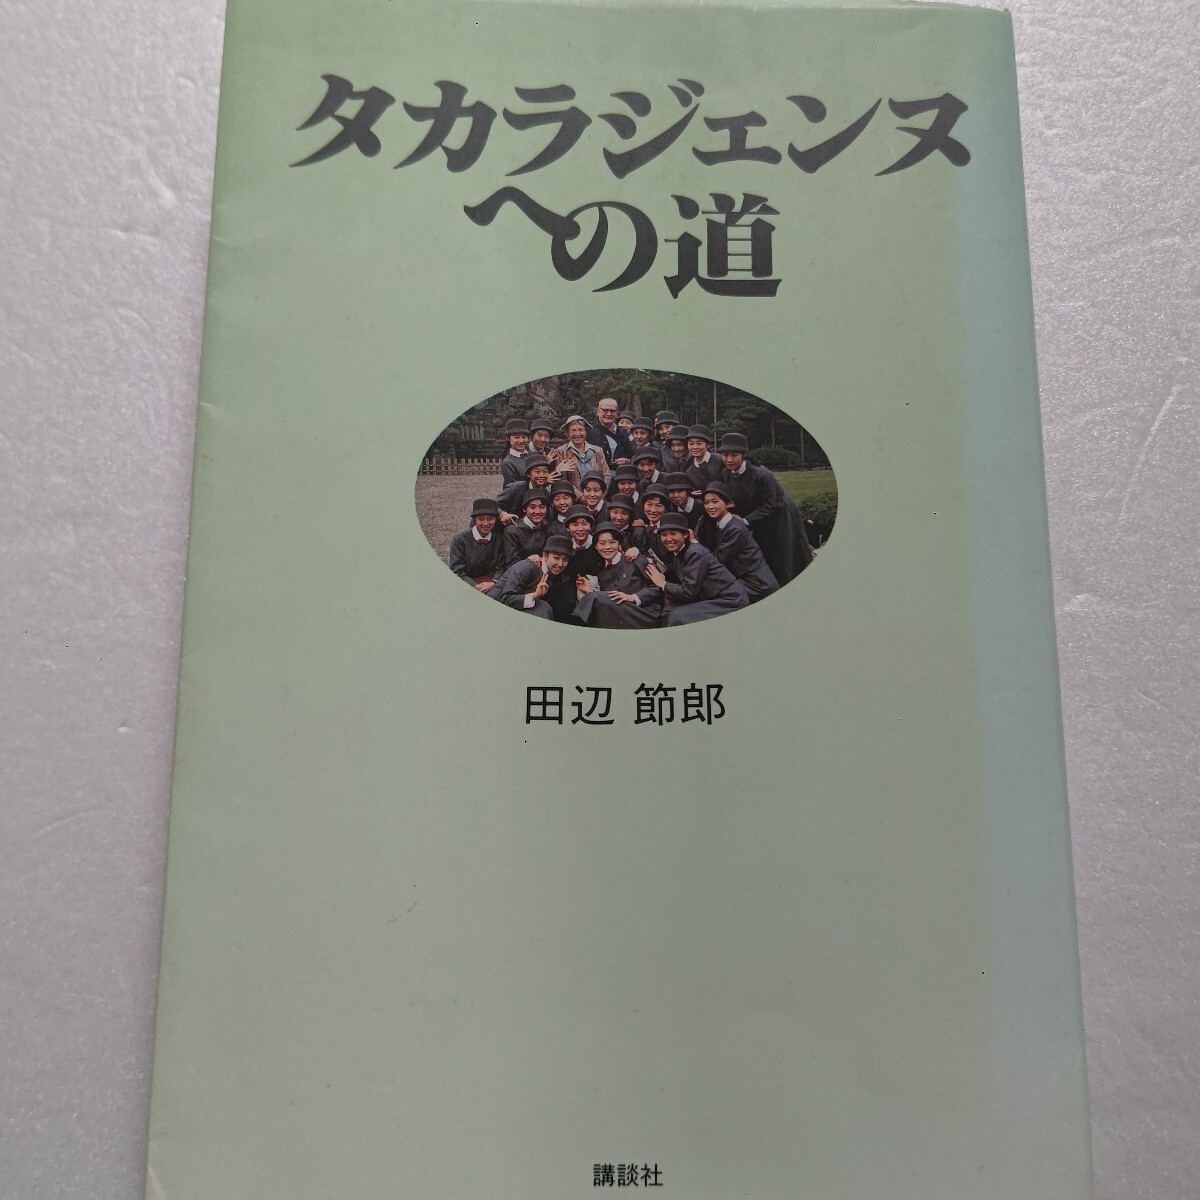 タカラジェンヌ
への道
田辺 節郎
講談社